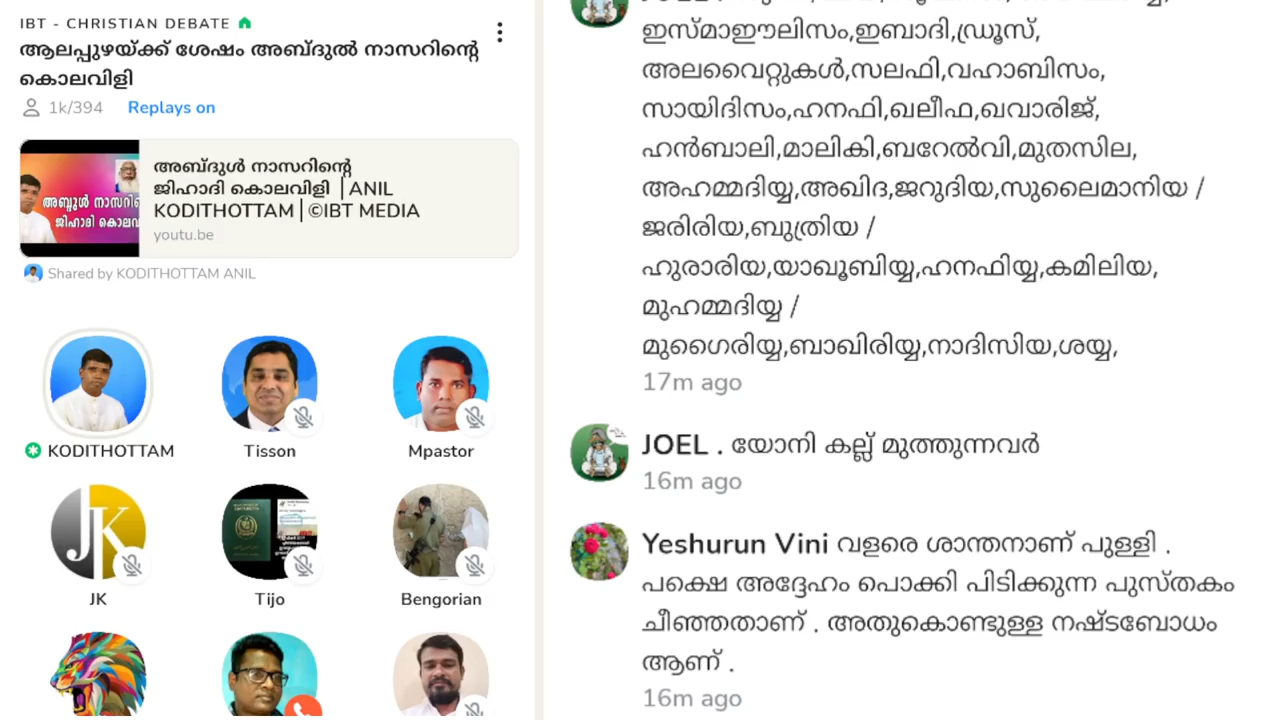 IBT - CHRISTIAN DEBATE
ആലപ്പുഴയ്ക്ക് ശേഷം അബ്ദുൽ നാസറിന്റെ
കൊലവിളി
1k/394 Replays on
അബ്ദുൾ നാസറിന്റെ
ജിഹാദി കൊലവിളി |ANIL
KODITHOTTAM|©IBT MEDIA
youtu.be
Shared by KODITHOTTAM ANIL
KODITHOTTAM
Tisson
Mpastor
JK
Tijo
Bengorian
ഇസ്മാഈലിസം,ഇബാദി,ഡ്രൂസ്,
അലവൈറ്റുകൾ,സലഫി,വഹാബിസം,
സായിദിസം,ഹനഫി,ഖലീഫ,ഖവാരിജ്,
ഹൻബാലി,മാലികി,ബറേൽവി,മുതസില,
അഹമ്മദിയ്യ,അഖിദ,ജറുദിയ,സുലൈമാനിയ /
ജരിരിയ,ബുത്രിയ /
ഹുരാരിയ,യാഖൂബിയ്യ,ഹനഫിയ്യ,കമിലിയ,
മുഹമ്മദിയ്യ /
മുഗൈരിയ്യ,ബാഖിരിയ്യ,നാദിസിയ,ശയ്യ,
17m ago
JOEL . യോനി കല്ല് മുത്തുന്നവർ
16m ago
Yeshurun Vini വളരെ ശാന്തനാണ് പുള്ളി .
പക്ഷെ അദ്ദേഹം പൊക്കി പിടിക്കുന്ന പുസ്തകം
ചീഞ്ഞതാണ് . അതുകൊണ്ടുള്ള നഷ്ടബോധം
ആണ് .
16m ago